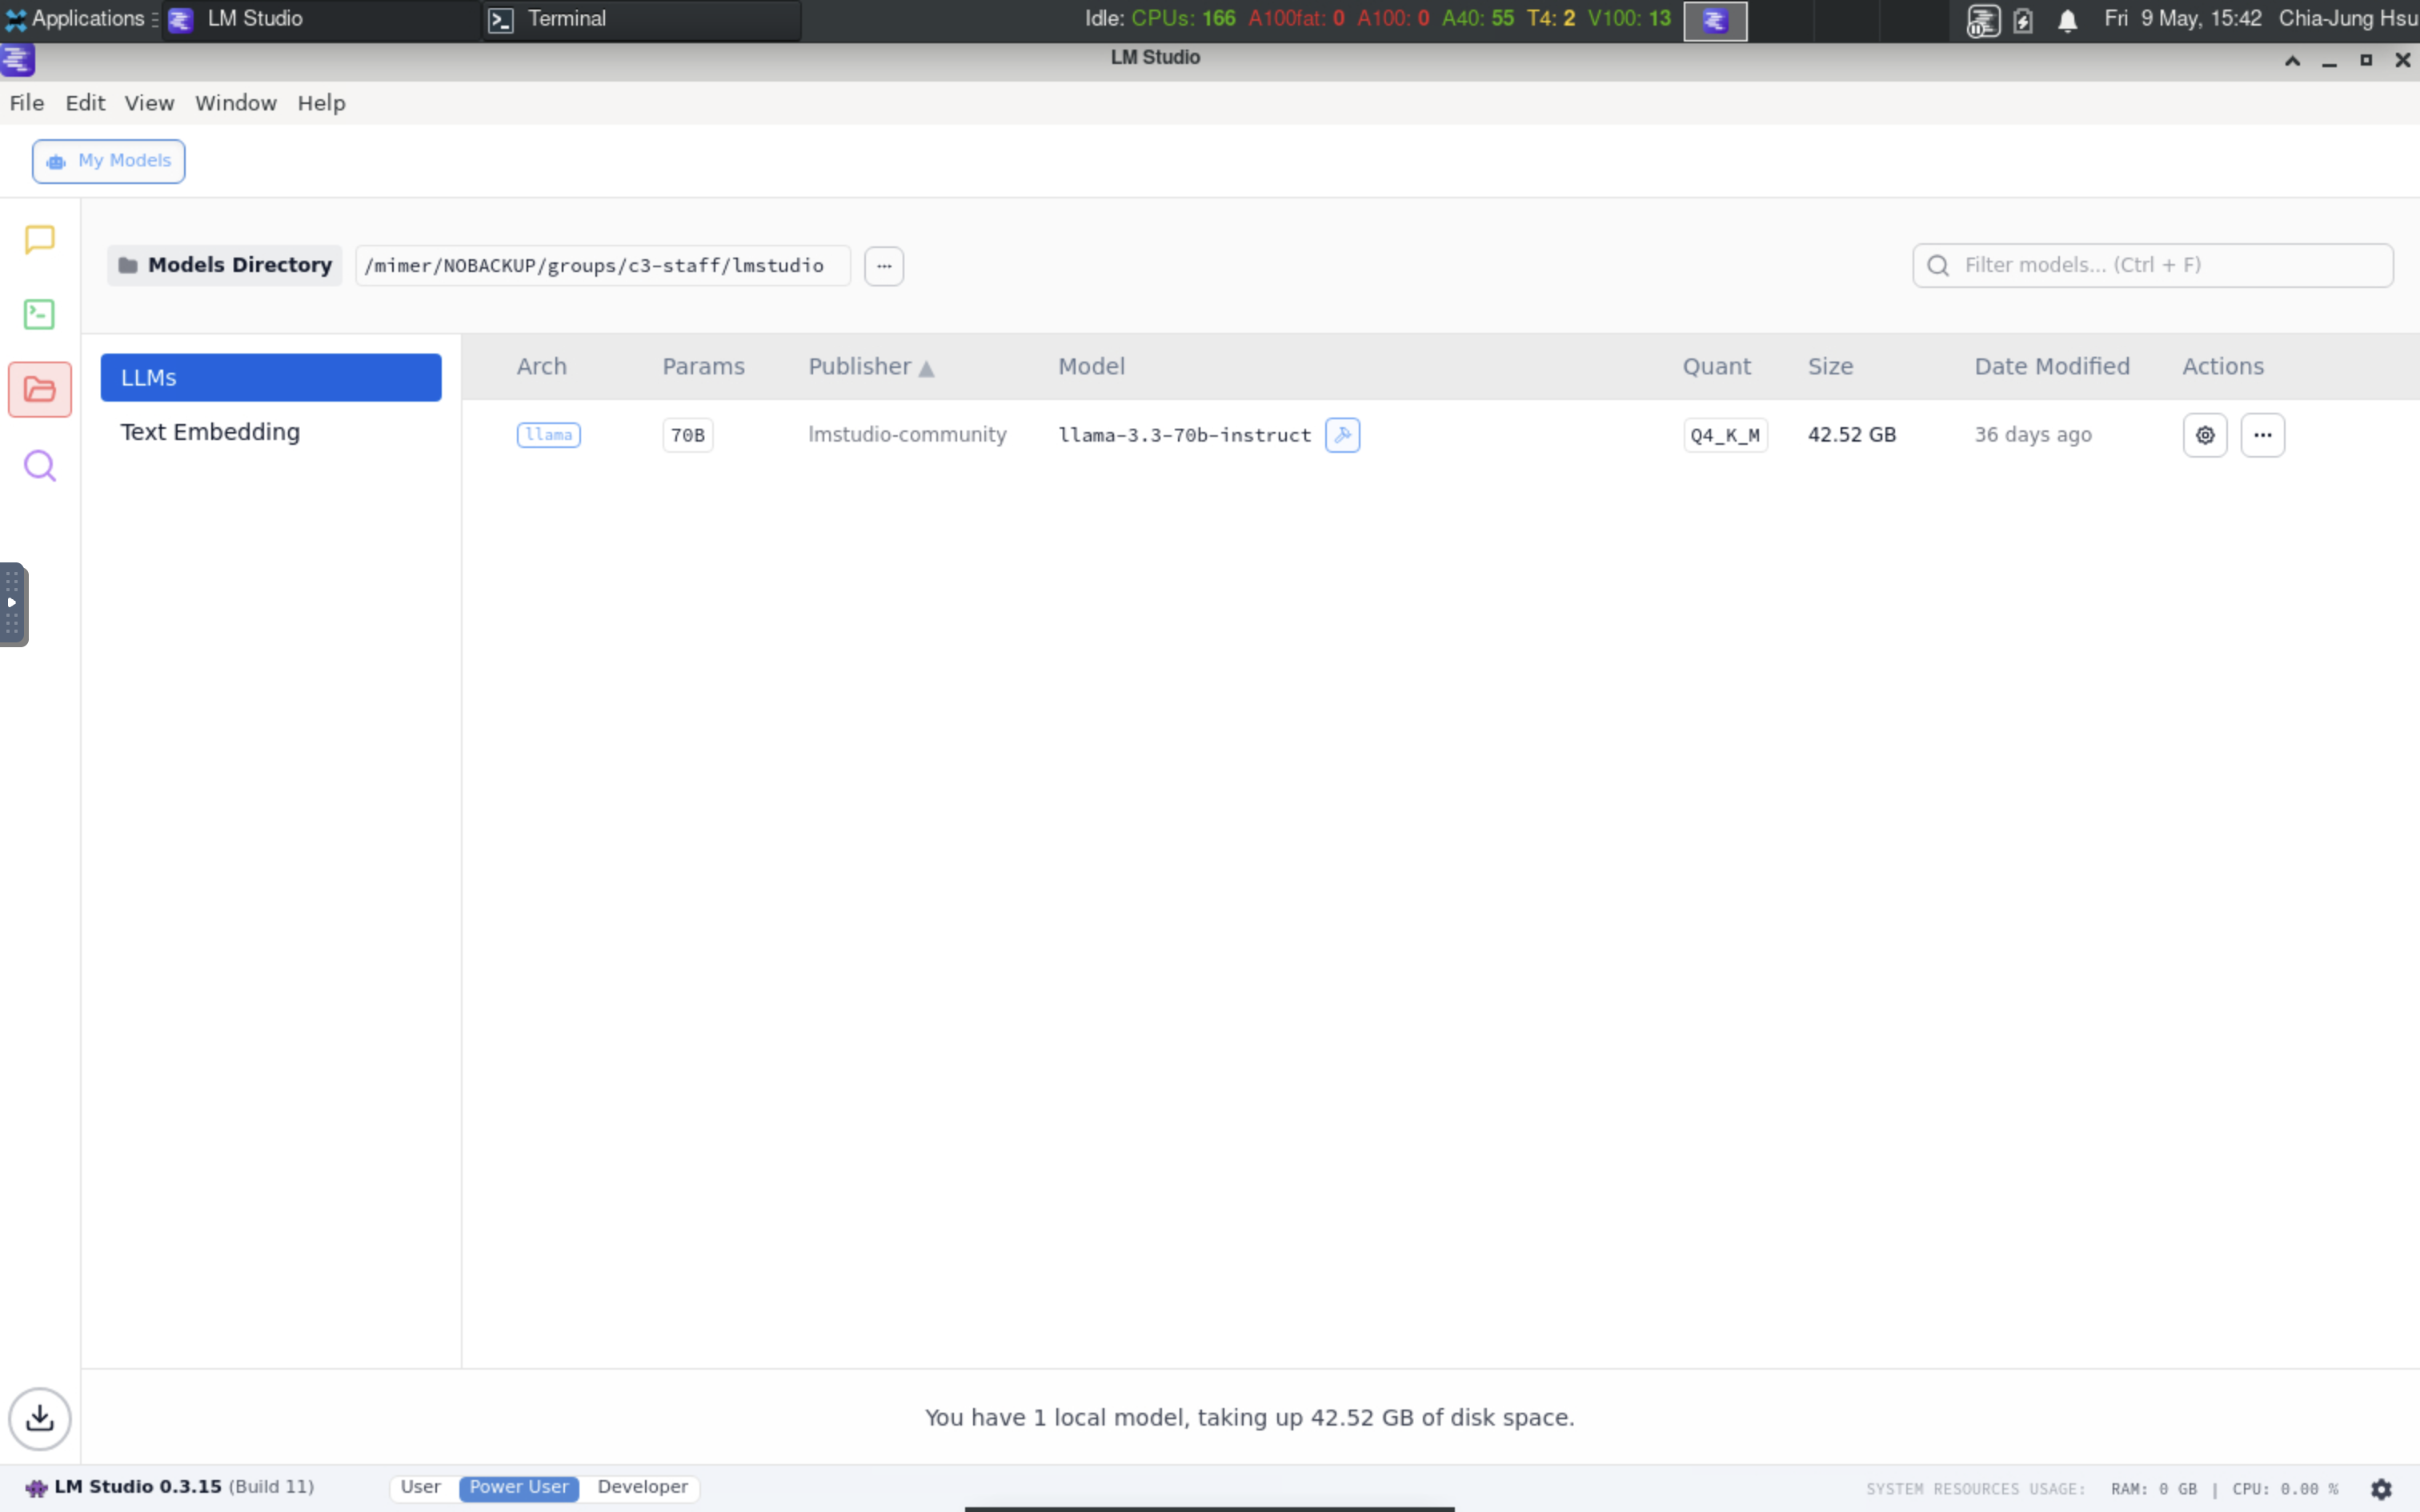 Applications LM Studio Terminal Idle: CPUs: 166 A100fat: 0 A100: 0 A40: 55 T4: 2 V100: 13 Fri 9 May, 15:42 Chia-Jung Hsu
LM Studio
File Edit View Window Help
My Models
Models Directory /mimer/NOBACKUP/groups/c3-staff/lmstudio ... Filter models... (Ctrl + F)
LLMs
Text Embedding
Arch Params Publisher ▲ Model Quant Size Date Modified Actions
llama 70B lmstudio-community llama-3.3-70b-instruct Q4_K_M 42.52 GB 36 days ago ...
You have 1 local model, taking up 42.52 GB of disk space.
LM Studio 0.3.15 (Build 11) User Power User Developer SYSTEM RESOURCES USAGE: RAM: 0 GB | CPU: 0.00 %